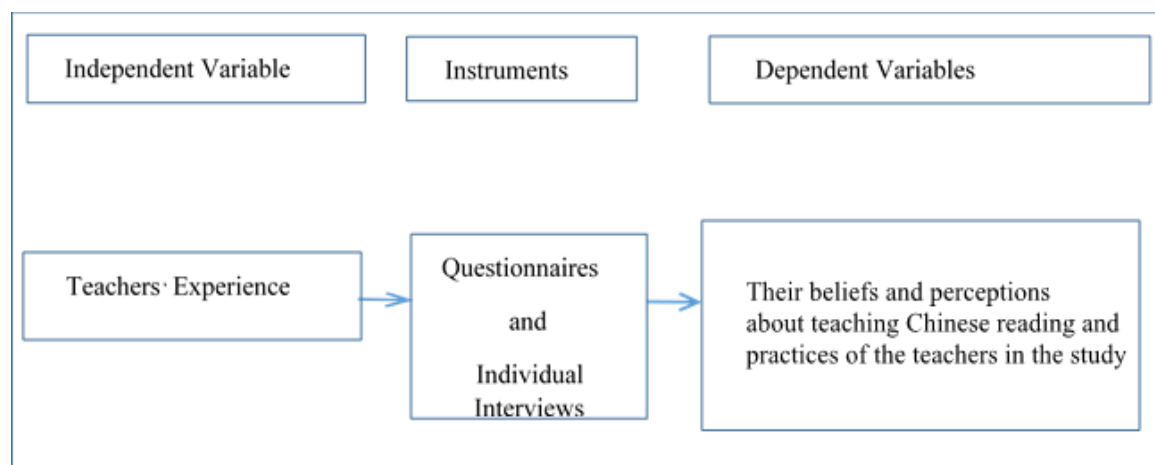 Independent Variable
Instruments
Dependent Variables
Teachers· Experience
Questionnaires
and
Individual
Interviews
Their beliefs and perceptions
about teaching Chinese reading and
practices of the teachers in the study